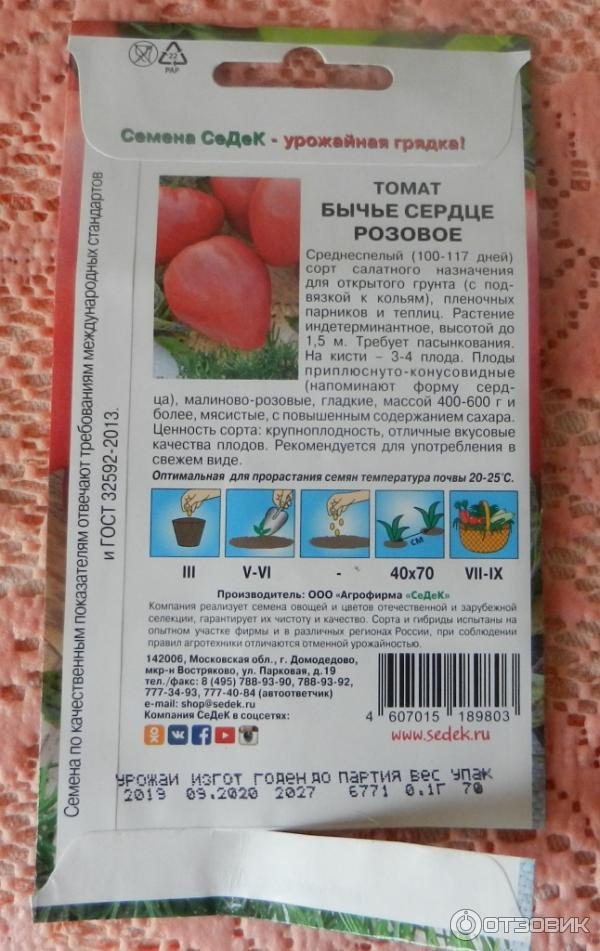 22
PAP
Семена СеДеК - урожайная грядка!
Семена по качественным показателям отвечают требованиям международных стандартов
и ГОСТ 32592-2013.
ТОМАТ
БЫЧЬЕ СЕРДЦЕ
РОЗОВОЕ
Среднеспелый (100-117 дней)
сорт салатного назначения
для открытого грунта (с под-
вязкой к кольям), пленочных
парников и теплиц. Растение
индетерминантное, высотой до
1,5 м. Требует пасынкования.
На кисти – 3-4 плода. Плоды
приплюснуто-конусовидные
(напоминают форму серд-
ца), малиново-розовые, гладкие, массой 400-600 г и
более, мясистые, с повышенным содержанием сахара.
Ценность сорта: крупноплодность, отличные вкусовые
качества плодов. Рекомендуется для употребления в
свежем виде.
Оптимальная для прорастания семян температура почвы 20-25°С.
см
III V-VI - 40х70 VII-IX
Производитель: ООО «Агрофирма «СеДеК»
Компания реализует семена овощей и цветов отечественной и зарубежной
селекции, гарантирует их чистоту и качество. Сорта и гибриды испытаны на
опытном участке фирмы и в различных регионах России, при соблюдении
правил агротехники отличаются отменной урожайностью.
142006, Московская обл., г. Домодедово,
мкр-н Востряково, ул. Парковая, д.19
тел./факс: 8 (495) 788-93-90, 788-93-92,
777-34-93, 777-40-84 (автоответчик)
e-mail: shop@sedek.ru
Компания СеДеК в соцсетях:
4 607015 189803
www.sedek.ru
УРОЖАЙ ИЗГОТ ГОДЕН ДО ПАРТИЯ ВЕС УПАК
2019 09.2020 2027 6771 0.1Г 70
ОТЗОВИК